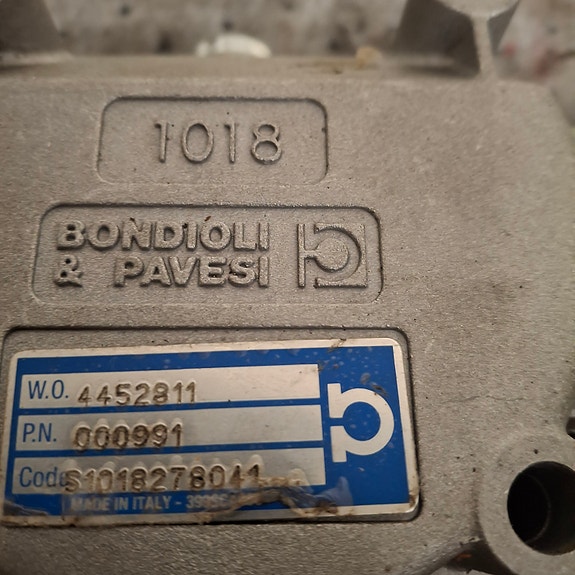 1018
BONDIOLI
& PAVESI
W.O. 4452811
P.N. 000991
Code S1018278041
MADE IN ITALY -